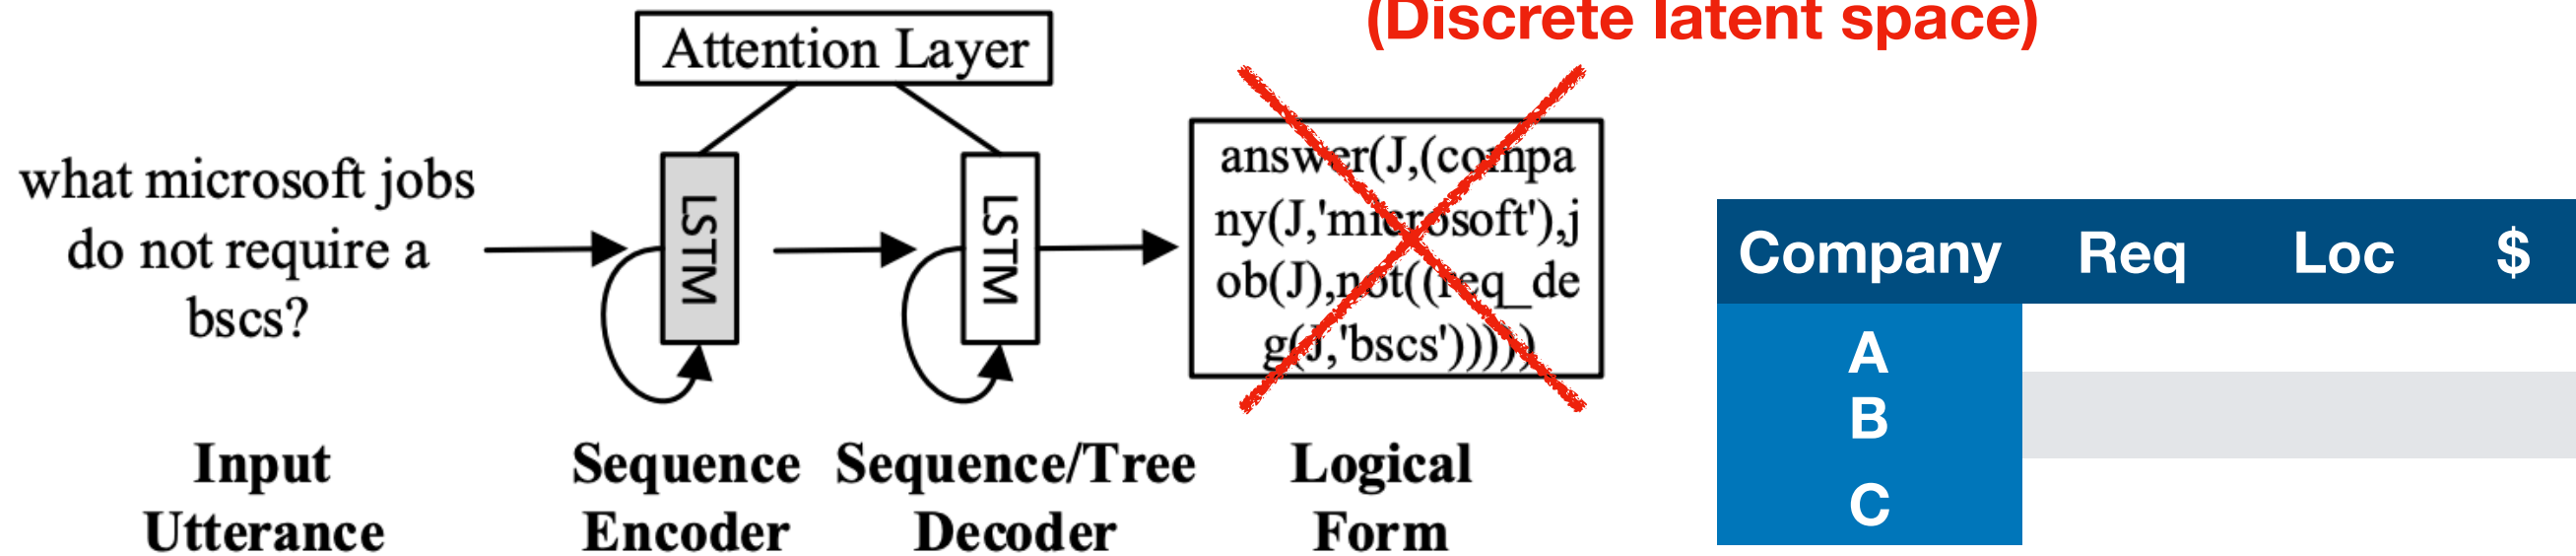 (Discrete latent space)
Attention Layer
what microsoft jobs
do not require a
bscs?
LSTM
LSTM
answer(J,(compa
ny(J,'microsoft'),j
ob(J),not((req_de
g(J,'bscs')))))
Input
Utterance
Sequence
Encoder
Sequence/Tree
Decoder
Logical
Form
Company Req Loc $
A
B
C